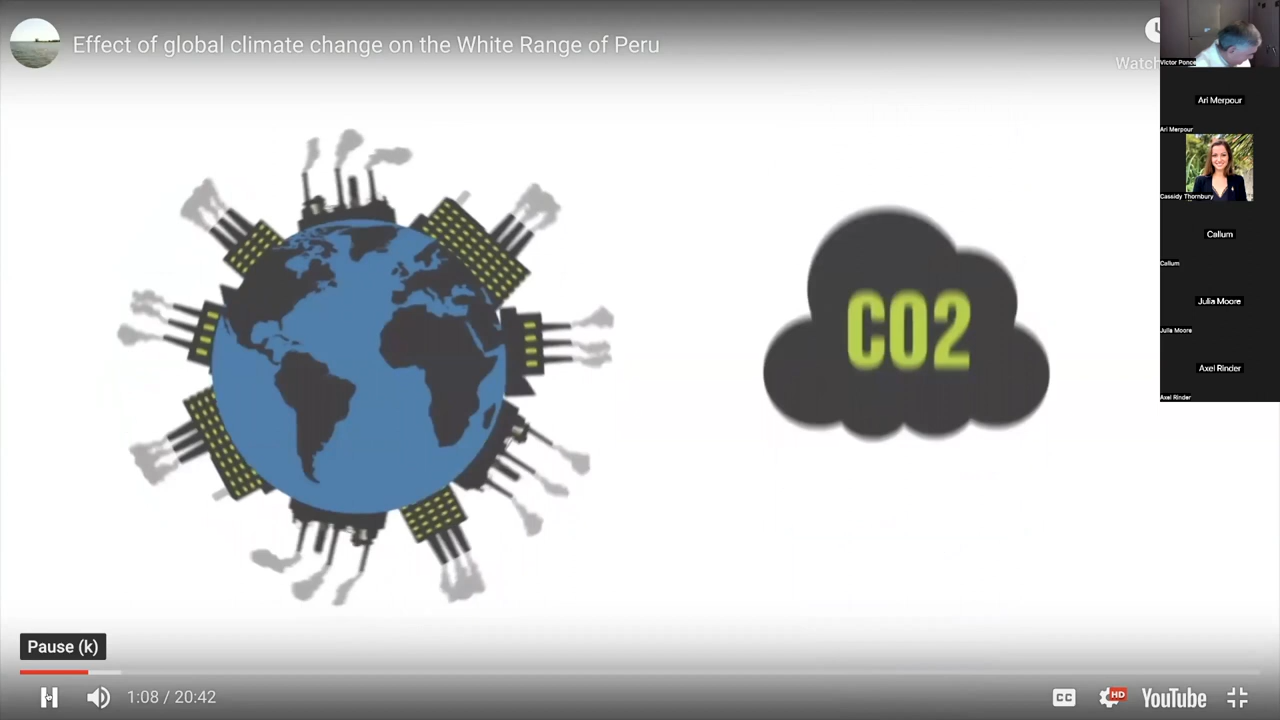 Effect of global climate change on the White Range of Peru
Watch
CO2
Pause (k)
1:08 / 20:42
CC
HD
YouTube
Victor Ponce
Ari Merpour
Ari Merpour
Cassidy Thornbury
Callum
Callum
Julia Moore
Julia Moore
Axel Rinder
Axel Rinder